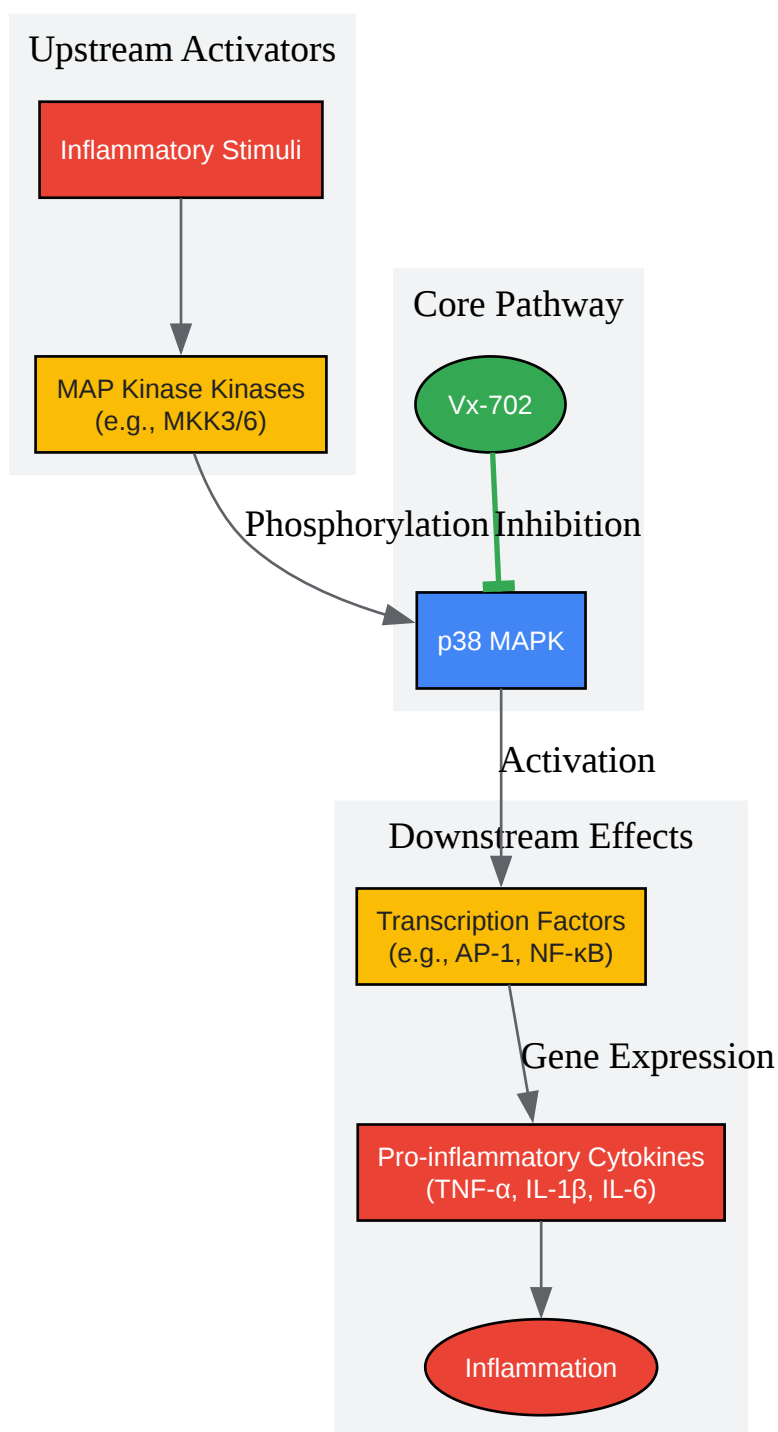 Upstream Activators
Inflammatory Stimuli
MAP Kinase Kinases
(e.g., MKK3/6)
Core Pathway
Vx-702
Phosphorylation
Inhibition
p38 MAPK
Activation
Downstream Effects
Transcription Factors
(e.g., AP-1, NF-κB)
Gene Expression
Pro-inflammatory Cytokines
(TNF-α, IL-1β, IL-6)
Inflammation